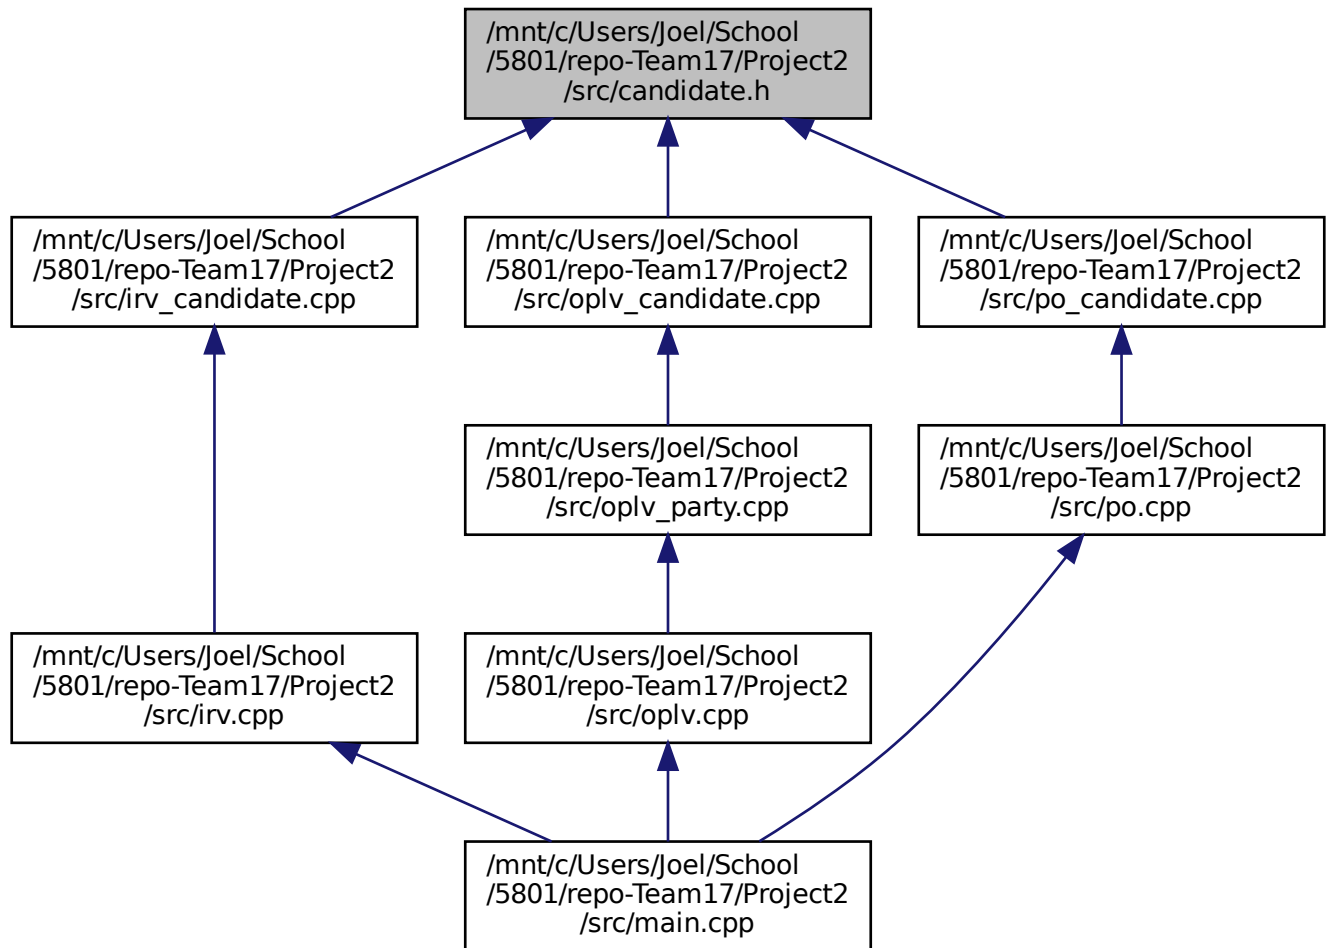 /mnt/c/Users/Joel/School
/5801/repo-Team17/Project2
/src/candidate.h
/mnt/c/Users/Joel/School
/5801/repo-Team17/Project2
/src/irv_candidate.cpp
/mnt/c/Users/Joel/School
/5801/repo-Team17/Project2
/src/oplv_candidate.cpp
/mnt/c/Users/Joel/School
/5801/repo-Team17/Project2
/src/po_candidate.cpp
/mnt/c/Users/Joel/School
/5801/repo-Team17/Project2
/src/oplv_party.cpp
/mnt/c/Users/Joel/School
/5801/repo-Team17/Project2
/src/po.cpp
/mnt/c/Users/Joel/School
/5801/repo-Team17/Project2
/src/irv.cpp
/mnt/c/Users/Joel/School
/5801/repo-Team17/Project2
/src/oplv.cpp
/mnt/c/Users/Joel/School
/5801/repo-Team17/Project2
/src/main.cpp